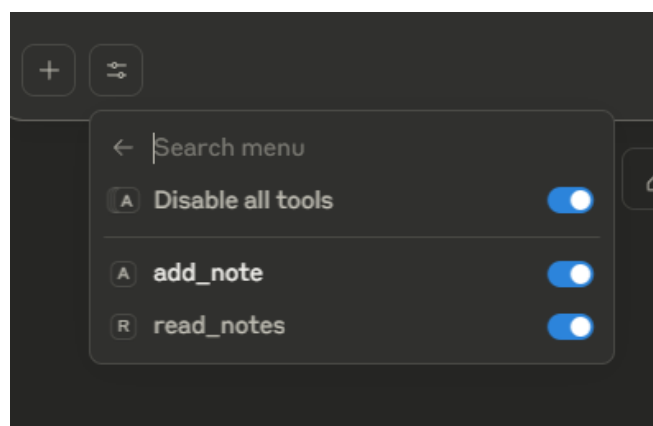 Search menu
A Disable all tools
A add_note
R read_notes